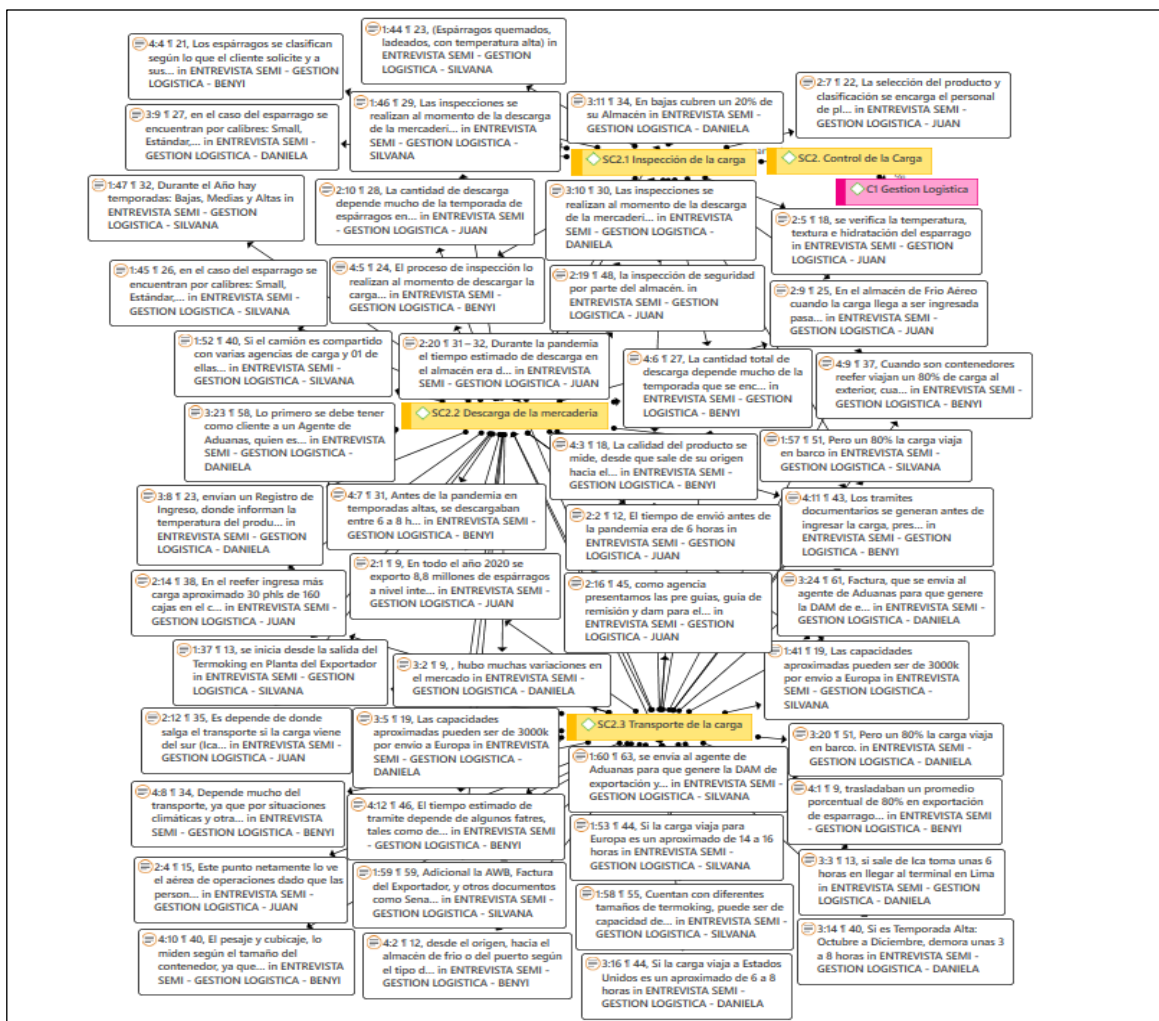 4:4 ¶ 21, Los espárragos se clasifican
según lo que el cliente solicite y a
sus... in ENTREVISTA SEMI - GESTION
LOGISTICA - BENYI
1:44 ¶ 23, (Espárragos quemados,
ladeados, con temperatura alta) in
ENTREVISTA SEMI - GESTION
LOGISTICA - SILVANA
2:7 ¶ 22, La selección del producto y
clasificación se encarga el personal
de pl... in ENTREVISTA SEMI -
GESTION LOGISTICA - JUAN
3:9 ¶ 27, en el caso del esparrago se
encuentran por calibres: Small,
Estándar,... in ENTREVISTA SEMI -
GESTION LOGISTICA - DANIELA
1:46 ¶ 29, Las inspecciones se
realizan al momento de la descarga
de la mercaderi... in ENTREVISTA
SEMI - GESTION LOGISTICA -
SILVANA
3:11 ¶ 34, En bajas cubren un 20% de
su Almacén in ENTREVISTA SEMI -
GESTION LOGISTICA - DANIELA
SC2.1 Inspección de la carga
SC2. Control de la Carga
C1 Gestion Logistica
1:47 ¶ 32, Durante el Año hay
temporadas: Bajas, Medias y Altas in
ENTREVISTA SEMI - GESTION
LOGISTICA - SILVANA
2:10 ¶ 28, La cantidad de descarga
depende mucho de la temporada de
espárragos en... in ENTREVISTA SEMI
- GESTION LOGISTICA - JUAN
3:10 ¶ 30, Las inspecciones se
realizan al momento de la descarga
de la mercaderi... in ENTREVISTA
SEMI - GESTION LOGISTICA -
DANIELA
2:5 ¶ 18, se verifica la temperatura,
textura e hidratación del esparrago
in ENTREVISTA SEMI - GESTION
LOGISTICA - JUAN
1:45 ¶ 26, en el caso del esparrago se
encuentran por calibres: Small,
Estándar,... in ENTREVISTA SEMI -
GESTION LOGISTICA - SILVANA
4:5 ¶ 24, El proceso de inspección lo
realizan al momento de descargar la
carga... in ENTREVISTA SEMI -
GESTION LOGISTICA - BENYI
2:19 ¶ 48, la inspección de seguridad
por parte del almacén. in
ENTREVISTA SEMI - GESTION
LOGISTICA - JUAN
2:9 ¶ 25, En el almacén de Frio Aéreo
cuando la carga llega a ser ingresada
pasa... in ENTREVISTA SEMI -
GESTION LOGISTICA - JUAN
1:52 ¶ 40, Si el camión es compartido
con varias agencias de carga y 01 de
ellas... in ENTREVISTA SEMI -
GESTION LOGISTICA - SILVANA
2:20 ¶ 31 – 32, Durante la pandemia
el tiempo estimado de descarga en
el almacén era d... in ENTREVISTA
SEMI - GESTION LOGISTICA - JUAN
4:6 ¶ 27, La cantidad total de
descarga depende mucho de la
temporada que se enc... in
ENTREVISTA SEMI - GESTION
LOGISTICA - BENYI
4:9 ¶ 37, Cuando son contenedores
reefer viajan un 80% de carga al
exterior, cua... in ENTREVISTA SEMI -
GESTION LOGISTICA - BENYI
SC2.2 Descarga de la mercaderia
3:23 ¶ 58, Lo primero se debe tener
como cliente a un Agente de
Aduanas, quien es... in ENTREVISTA
SEMI - GESTION LOGISTICA -
DANIELA
4:3 ¶ 18, La calidad del producto se
mide, desde que sale de su origen
hacia el... in ENTREVISTA SEMI -
GESTION LOGISTICA - BENYI
1:57 ¶ 51, Pero un 80% la carga viaja
en barco in ENTREVISTA SEMI -
GESTION LOGISTICA - SILVANA
3:8 ¶ 23, envian un Registro de
Ingreso, donde informan la
temperatura del produ... in
ENTREVISTA SEMI - GESTION
LOGISTICA - DANIELA
4:7 ¶ 31, Antes de la pandemia en
temporadas altas, se descargaban
entre 6 a 8 h... in ENTREVISTA SEMI -
GESTION LOGISTICA - BENYI
2:2 ¶ 12, El tiempo de envió antes de
la pandemia era de 6 horas in
ENTREVISTA SEMI - GESTION
LOGISTICA - JUAN
4:11 ¶ 43, Los tramites
documentarios se generan antes de
ingresar la carga, pres... in
ENTREVISTA SEMI - GESTION
LOGISTICA - BENYI
2:14 ¶ 38, En el reefer ingresa más
carga aproximado 30 phls de 160
cajas en el c... in ENTREVISTA SEMI -
GESTION LOGISTICA - JUAN
2:1 ¶ 9, En todo el año 2020 se
exporto 8,8 millones de espárragos
a nivel inte... in ENTREVISTA SEMI -
GESTION LOGISTICA - JUAN
2:16 ¶ 45, como agencia
presentamos las pre guias, guía de
remisión y dam para el... in
ENTREVISTA SEMI - GESTION
LOGISTICA - JUAN
3:24 ¶ 61, Factura, que se envia al
agente de Aduanas para que genere
la DAM de e... in ENTREVISTA SEMI -
GESTION LOGISTICA - DANIELA
1:37 ¶ 13, se inicia desde la salida del
Termoking en Planta del Exportador
in ENTREVISTA SEMI - GESTION
LOGISTICA - SILVANA
3:2 ¶ 9, , hubo muchas variaciones en
el mercado in ENTREVISTA SEMI -
GESTION LOGISTICA - DANIELA
1:41 ¶ 19, Las capacidades
aproximadas pueden ser de 3000k
por envio a Europa in ENTREVISTA
SEMI - GESTION LOGISTICA -
SILVANA
2:12 ¶ 35, Es depende de donde
salga el transporte si la carga viene
del sur (Ica... in ENTREVISTA SEMI -
GESTION LOGISTICA - JUAN
3:5 ¶ 19, Las capacidades
aproximadas pueden ser de 3000k
por envio a Europa in ENTREVISTA
SEMI - GESTION LOGISTICA -
DANIELA
SC2.3 Transporte de la carga
3:20 ¶ 51, Pero un 80% la carga viaja
en barco. in ENTREVISTA SEMI -
GESTION LOGISTICA - DANIELA
1:60 ¶ 63, se envia al agente de
Aduanas para que genere la DAM de
exportación y... in ENTREVISTA SEMI -
GESTION LOGISTICA - SILVANA
4:8 ¶ 34, Depende mucho del
transporte, ya que por situaciones
climáticas y otra... in ENTREVISTA
SEMI - GESTION LOGISTICA - BENYI
4:12 ¶ 46, El tiempo estimado de
tramite depende de algunos fatres,
tales como de... in ENTREVISTA SEMI
- GESTION LOGISTICA - BENYI
4:1 ¶ 9, trasladaban un promedio
porcentual de 80% en exportación
de esparrago... in ENTREVISTA SEMI -
GESTION LOGISTICA - BENYI
1:53 ¶ 44, Si la carga viaja para
Europa es un aproximado de 14 a 16
horas in ENTREVISTA SEMI -
GESTION LOGISTICA - SILVANA
2:4 ¶ 15, Este punto netamente lo ve
el aérea de operaciones dado que las
person... in ENTREVISTA SEMI -
GESTION LOGISTICA - JUAN
1:59 ¶ 59, Adicional la AWB, Factura
del Exportador, y otros documentos
como Sena... in ENTREVISTA SEMI -
GESTION LOGISTICA - SILVANA
3:3 ¶ 13, si sale de Ica toma unas 6
horas en llegar al terminal en Lima
in ENTREVISTA SEMI - GESTION
LOGISTICA - DANIELA
1:58 ¶ 55, Cuentan con diferentes
tamaños de termoking, puede ser de
capacidad de... in ENTREVISTA SEMI -
GESTION LOGISTICA - SILVANA
4:10 ¶ 40, El pesaje y cubicaje, lo
miden según el tamaño del
contenedor, ya que... in ENTREVISTA
SEMI - GESTION LOGISTICA - BENYI
4:2 ¶ 12, desde el origen, hacia el
almacén de frio o del puerto según
el tipo d... in ENTREVISTA SEMI -
GESTION LOGISTICA - BENYI
3:14 ¶ 40, Si es Temporada Alta:
Octubre a Diciembre, demora unas 3
a 8 horas in ENTREVISTA SEMI -
GESTION LOGISTICA - DANIELA
3:16 ¶ 44, Si la carga viaja a Estados
Unidos es un aproximado de 6 a 8
horas in ENTREVISTA SEMI -
GESTION LOGISTICA - DANIELA